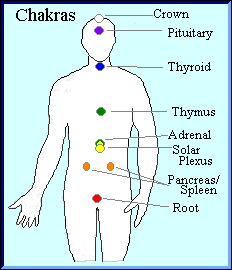 Chakras
Crown
Pituitary
Thyroid
Thymus
Adrenal
Solar
Plexus
Pancreas/
Spleen
Root